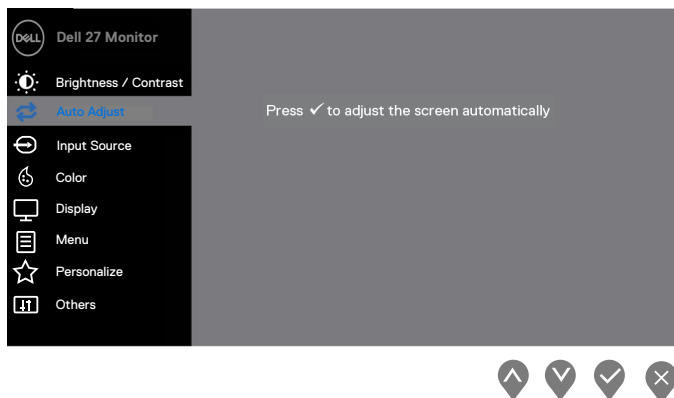 DELL
Dell 27 Monitor
Brightness / Contrast
Auto Adjust
Press ✓ to adjust the screen automatically
Input Source
Color
Display
Menu
Personalize
Others